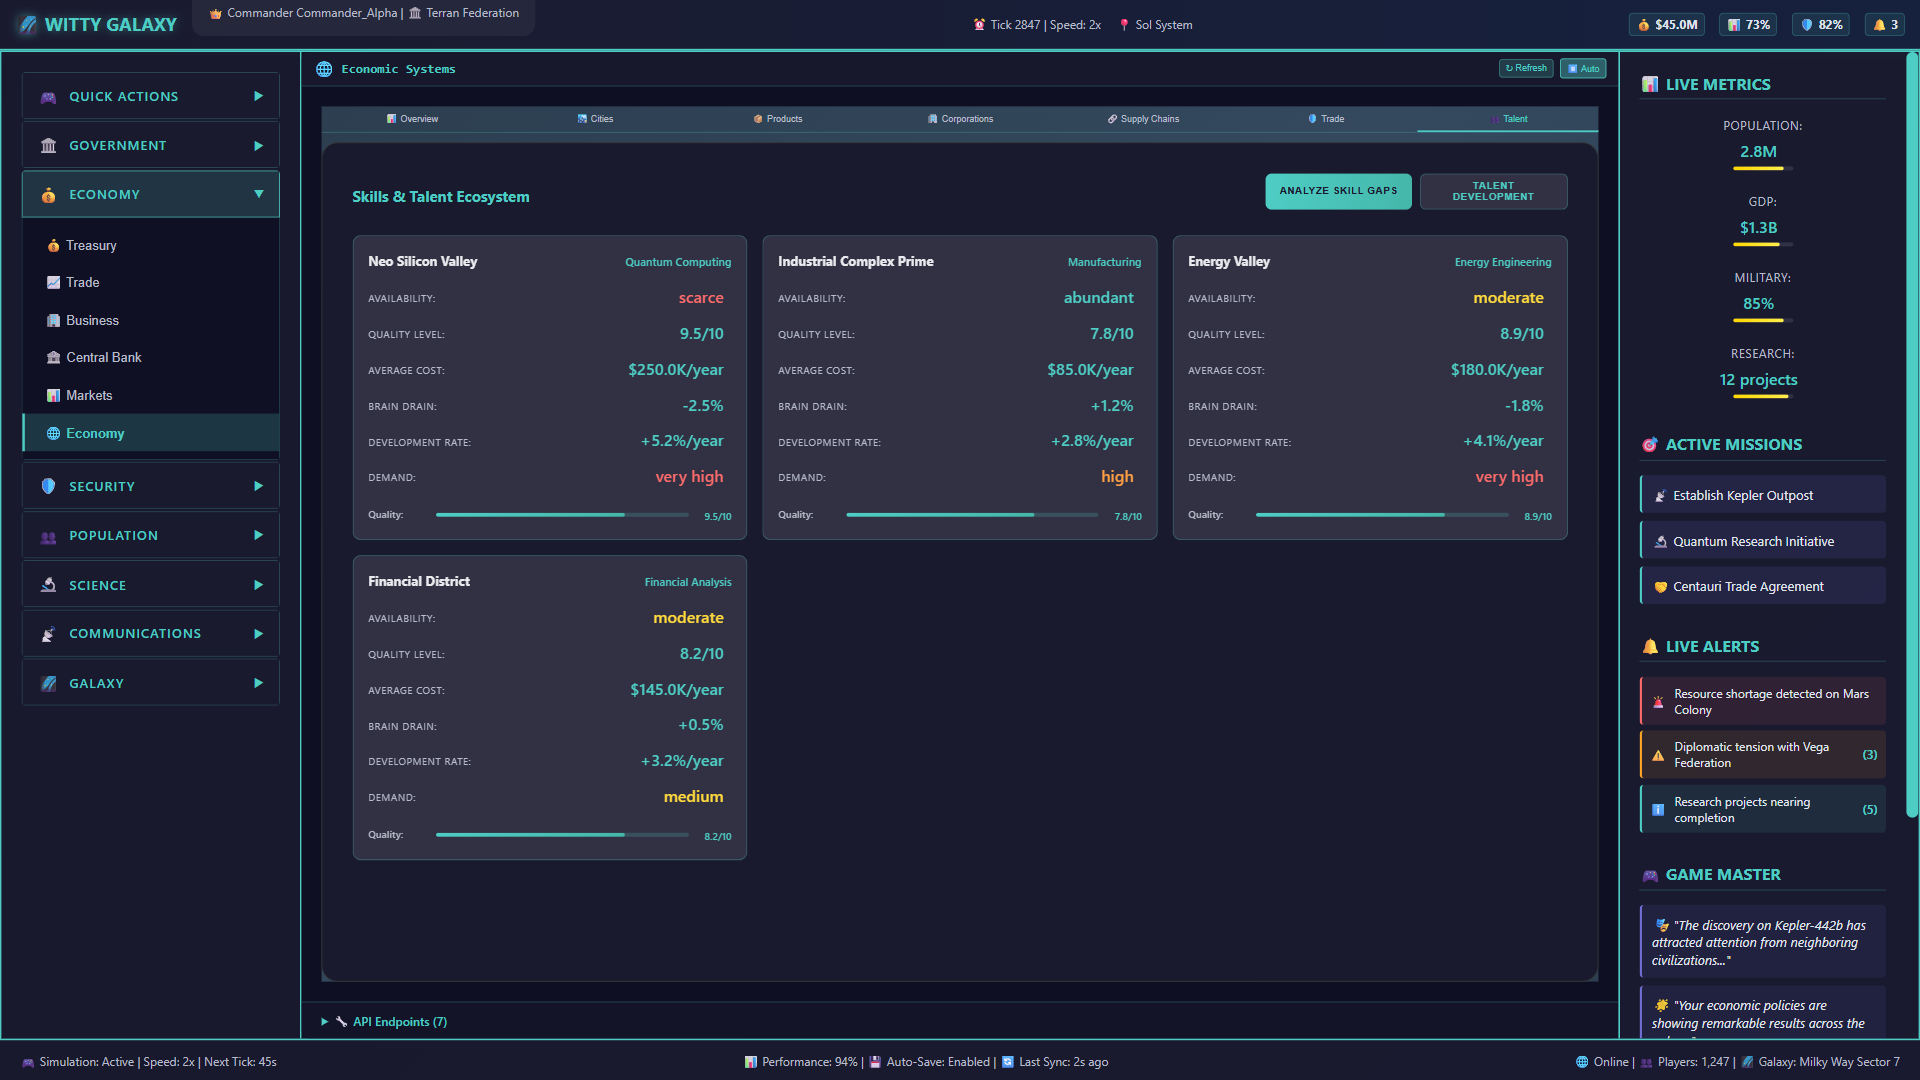 WITTY GALAXY
Commander Commander_Alpha | Terran Federation
Tick 2847 | Speed: 2x
Sol System
$45.0M
73%
82%
3
QUICK ACTIONS
GOVERNMENT
ECONOMY
Treasury
Trade
Business
Central Bank
Markets
Economy
SECURITY
POPULATION
SCIENCE
COMMUNICATIONS
GALAXY
Economic Systems
↻ Refresh
Auto
Overview
Cities
Products
Corporations
Supply Chains
Trade
Talent
Skills & Talent Ecosystem
ANALYZE SKILL GAPS
TALENT
DEVELOPMENT
Neo Silicon Valley
Quantum Computing
AVAILABILITY: scarce
QUALITY LEVEL: 9.5/10
AVERAGE COST: $250.0K/year
BRAIN DRAIN: -2.5%
DEVELOPMENT RATE: +5.2%/year
DEMAND: very high
Quality: 9.5/10
Industrial Complex Prime
Manufacturing
AVAILABILITY: abundant
QUALITY LEVEL: 7.8/10
AVERAGE COST: $85.0K/year
BRAIN DRAIN: +1.2%
DEVELOPMENT RATE: +2.8%/year
DEMAND: high
Quality: 7.8/10
Energy Valley
Energy Engineering
AVAILABILITY: moderate
QUALITY LEVEL: 8.9/10
AVERAGE COST: $180.0K/year
BRAIN DRAIN: -1.8%
DEVELOPMENT RATE: +4.1%/year
DEMAND: very high
Quality: 8.9/10
Financial District
Financial Analysis
AVAILABILITY: moderate
QUALITY LEVEL: 8.2/10
AVERAGE COST: $145.0K/year
BRAIN DRAIN: +0.5%
DEVELOPMENT RATE: +3.2%/year
DEMAND: medium
Quality: 8.2/10
API Endpoints (7)
LIVE METRICS
POPULATION:
2.8M
GDP:
$1.3B
MILITARY:
85%
RESEARCH:
12 projects
ACTIVE MISSIONS
Establish Kepler Outpost
Quantum Research Initiative
Centauri Trade Agreement
LIVE ALERTS
Resource shortage detected on Mars
Colony
Diplomatic tension with Vega
Federation
(3)
Research projects nearing
completion
(5)
GAME MASTER
"The discovery on Kepler-442b has
attracted attention from neighboring
civilizations..."
"Your economic policies are
showing remarkable results across the
Simulation: Active | Speed: 2x | Next Tick: 45s
Performance: 94% | Auto-Save: Enabled | Last Sync: 2s ago
Online | Players: 1,247 | Galaxy: Milky Way Sector 7